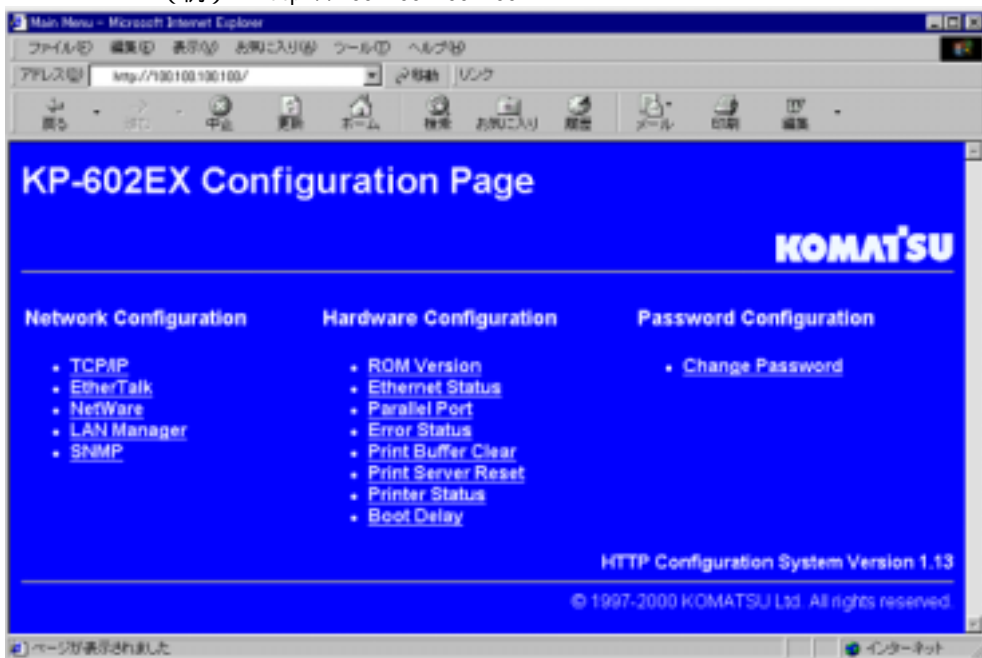 Main Menu - Microsoft Internet Explorer
ファイル(F) 編集(E) 表示(V) お気に入り(A) ツール(T) ヘルプ(H)
アドレス(D) http://100.100.100.100/ 移動 リンク
戻る 中止 更新 ホーム 検索 お気に入り 履歴 メール 印刷 編集
KP-602EX Configuration Page
KOMATSU
Network Configuration Hardware Configuration Password Configuration
• TCP/IP • ROM Version • Change Password
• EtherTalk • Ethernet Status
• NetWare • Parallel Port
• LAN Manager • Error Status
• SNMP • Print Buffer Clear
• Print Server Reset
• Printer Status
• Boot Delay
HTTP Configuration System Version 1.13
© 1997-2000 KOMATSU Ltd. All rights reserved.
ページが表示されました インターネット